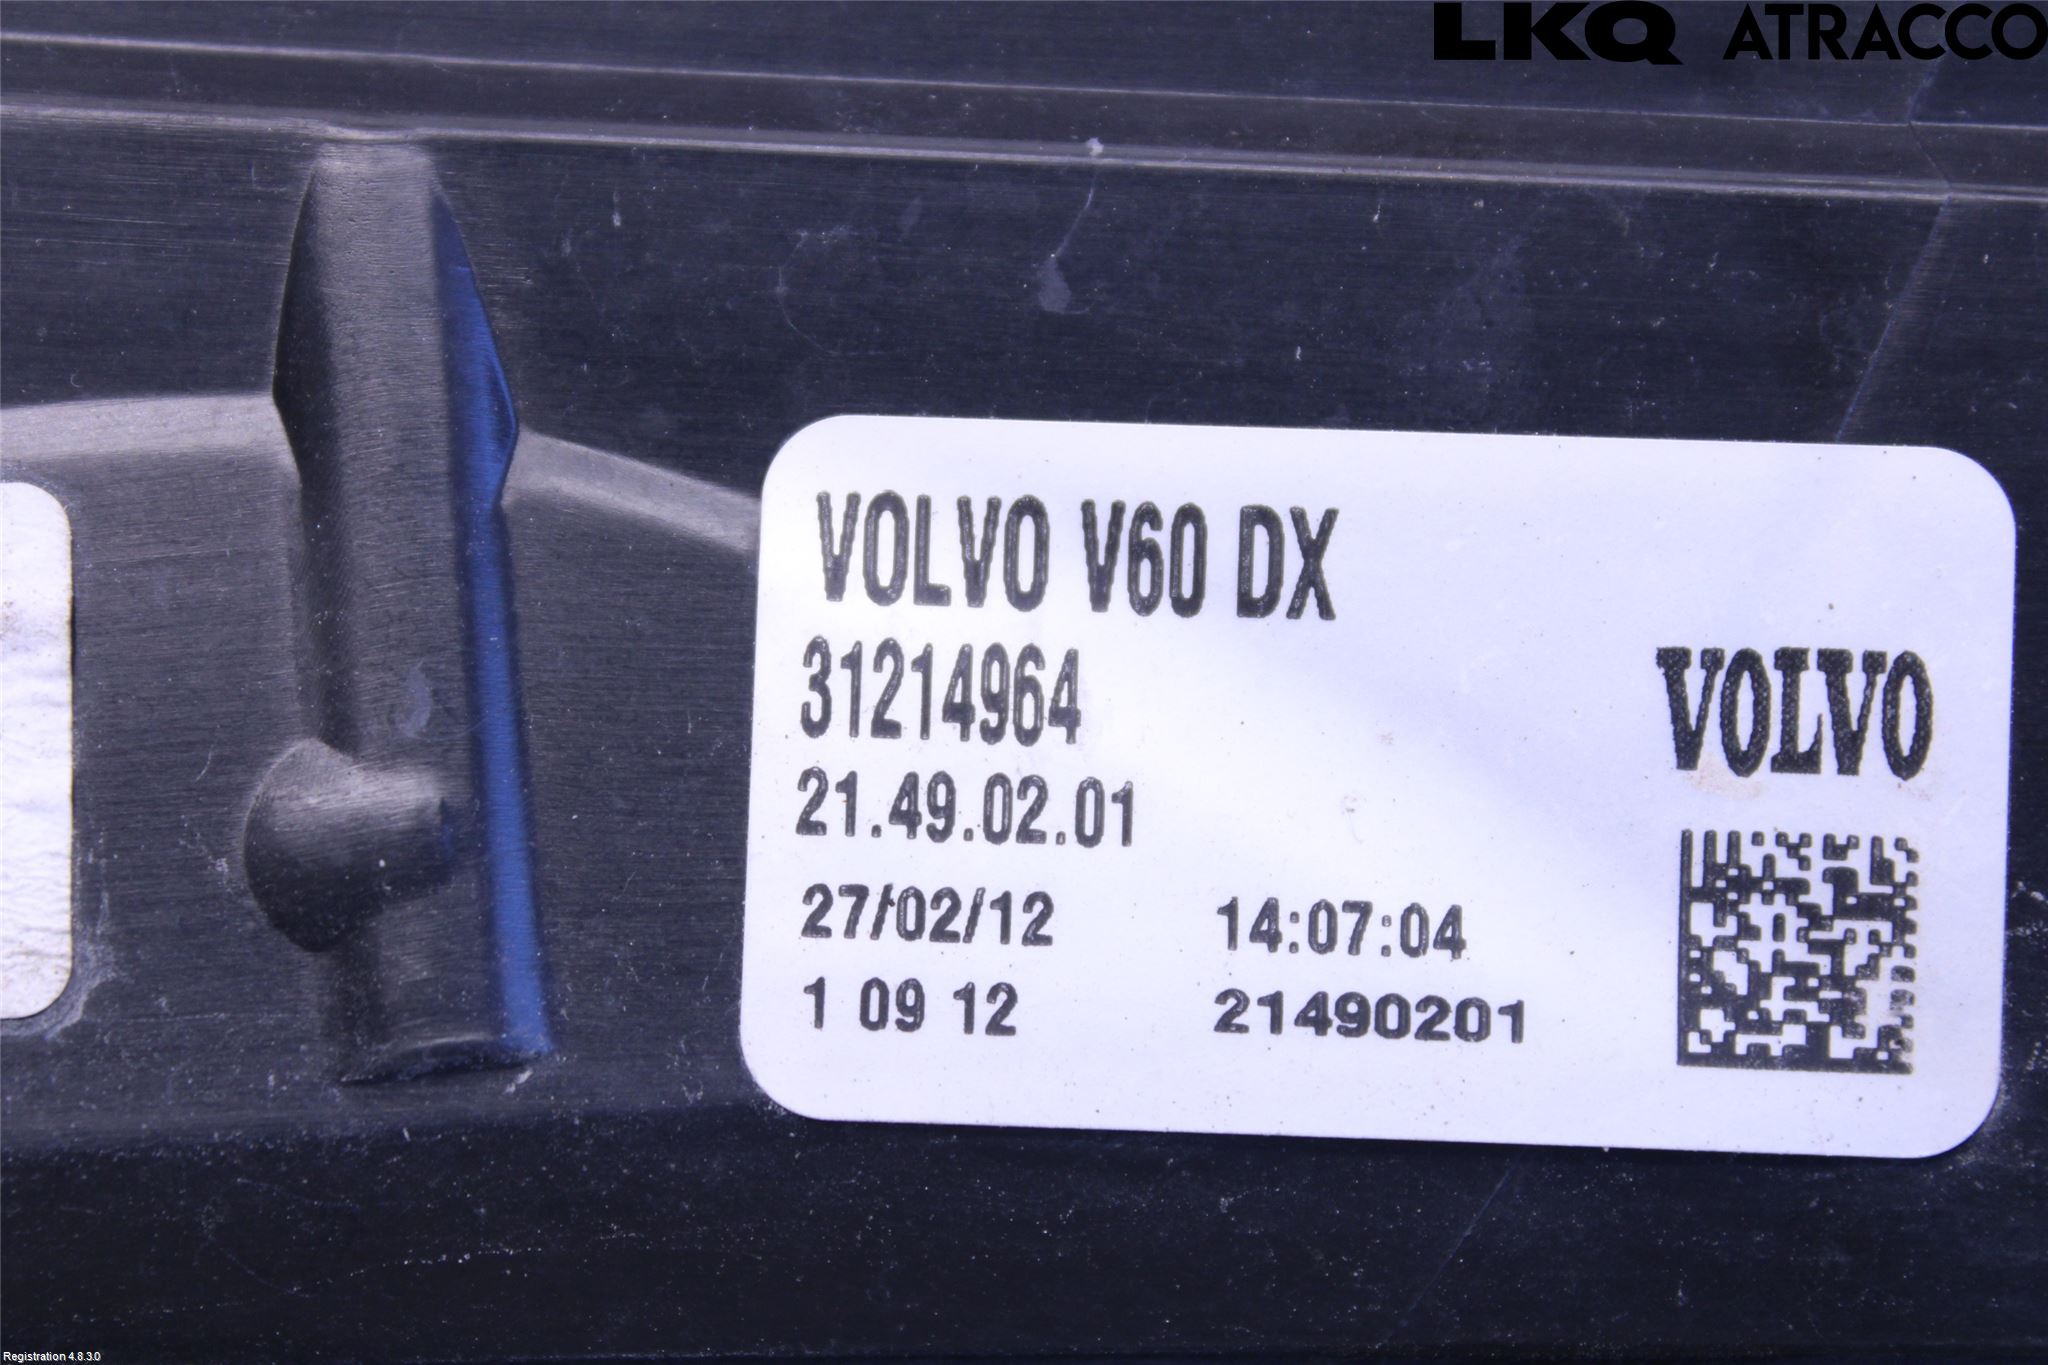 LKQ ATRACCO
VOLVO V60 DX
31214964
21.49.02.01
VOLVO
27/02/12 14:07:04
1 09 12 21490201
Registration 4.8.3.0